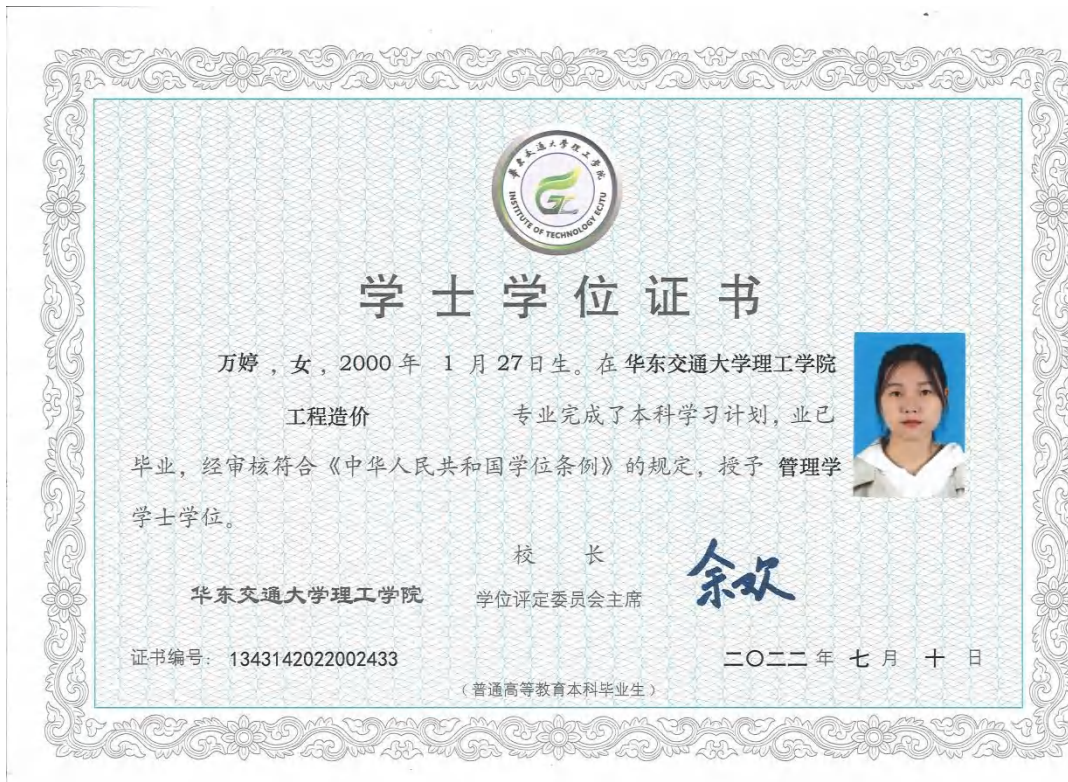 華东交通大学理工学院
INSTITUTE OF TECHNOLOGY ECJTU
学士学位证书
万婷，女，2000年 1月27日生。在华东交通大学理工学院
工程造价 专业完成了本科学习计划，业已
毕业，经审核符合《中华人民共和国学位条例》的规定，授予 管理学
学士学位。
校 长
余欢
华东交通大学理工学院 学位评定委员会主席
证书编号：1343142022002433 二〇二二年 七月 十 日
（普通高等教育本科毕业生）